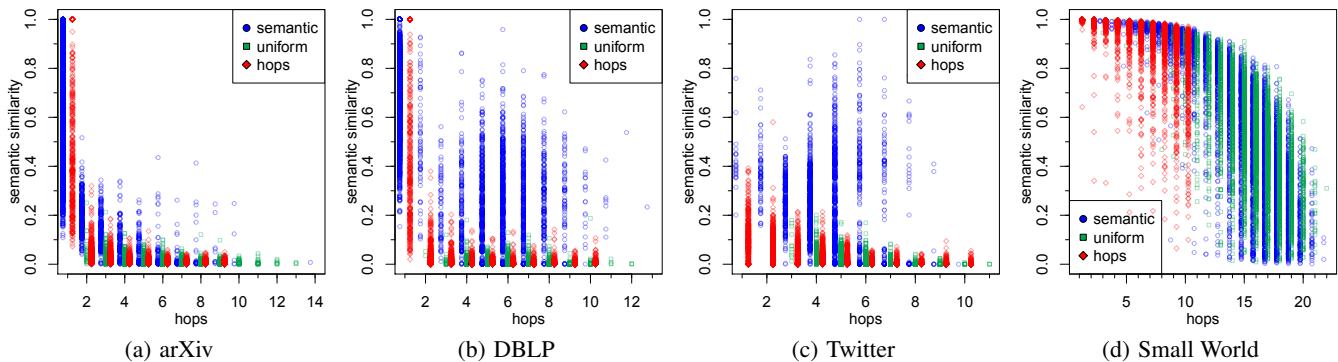 semantic
uniform
hops
semantic similarity
0.0 0.2 0.4 0.6 0.8 1.0
2 4 6 8 10 12 14
hops
(a) arXiv
semantic
uniform
hops
semantic similarity
0.0 0.2 0.4 0.6 0.8 1.0
2 4 6 8 10 12
hops
(b) DBLP
semantic
uniform
hops
semantic similarity
0.0 0.2 0.4 0.6 0.8 1.0
2 4 6 8 10
hops
(c) Twitter
semantic
uniform
hops
semantic similarity
0.0 0.2 0.4 0.6 0.8 1.0
5 10 15 20
hops
(d) Small World